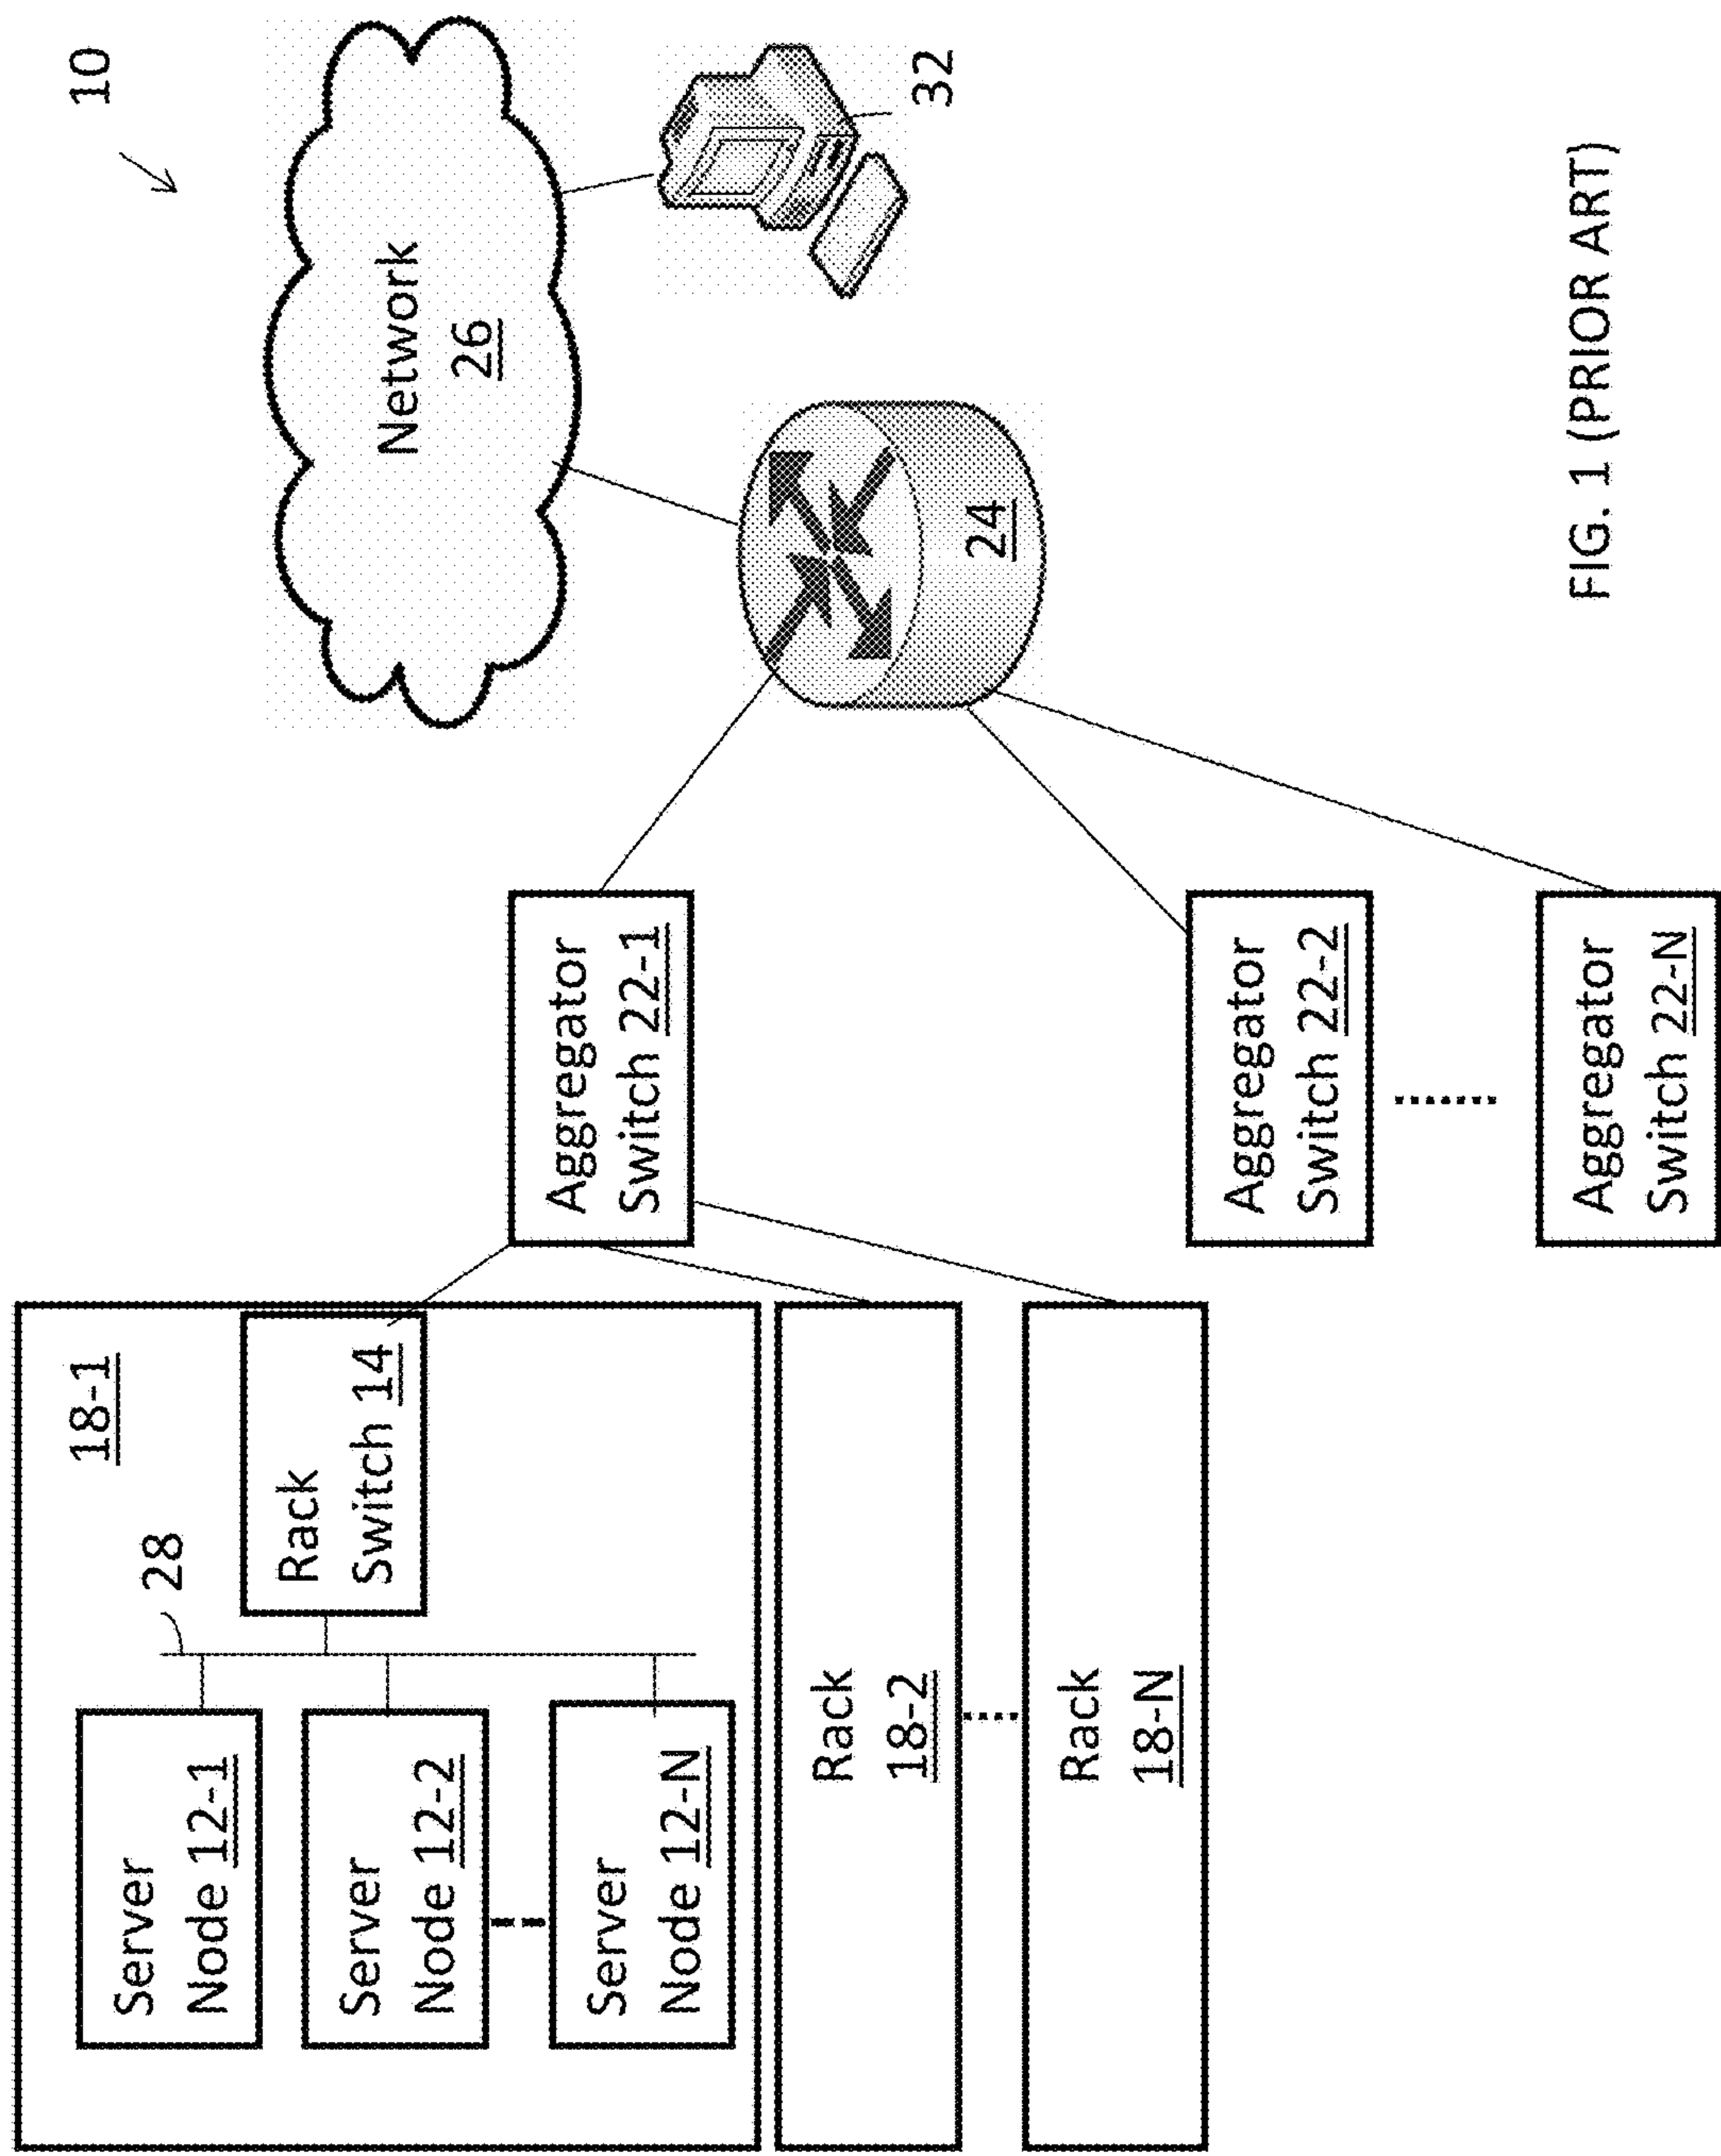 10
Network
26
32
24
Aggregator
Switch 22-1
Aggregator
Switch 22-2
Aggregator
Switch 22-N
18-1
28
Rack
Switch 14
Server
Node 12-1
Server
Node 12-2
Server
Node 12-N
Rack
18-2
Rack
18-N
FIG. 1 (PRIOR ART)